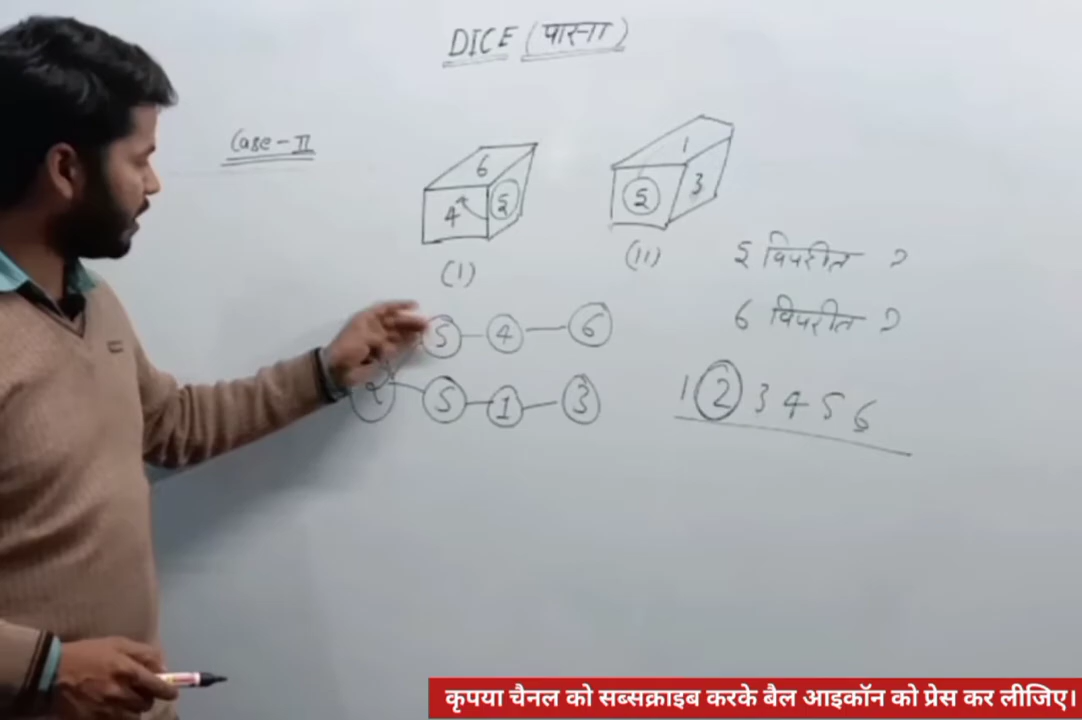 DICE (पासा)
Case-II
6
4 5
(I)
1
5 3
(II)
5 विपरीत ?
6 विपरीत ?
5 4 6
2 5 1 3
1 2 3 4 5 6
कृपया चैनल को सब्सक्राइब करके बैल आइकॉन को प्रेस कर लीजिए।